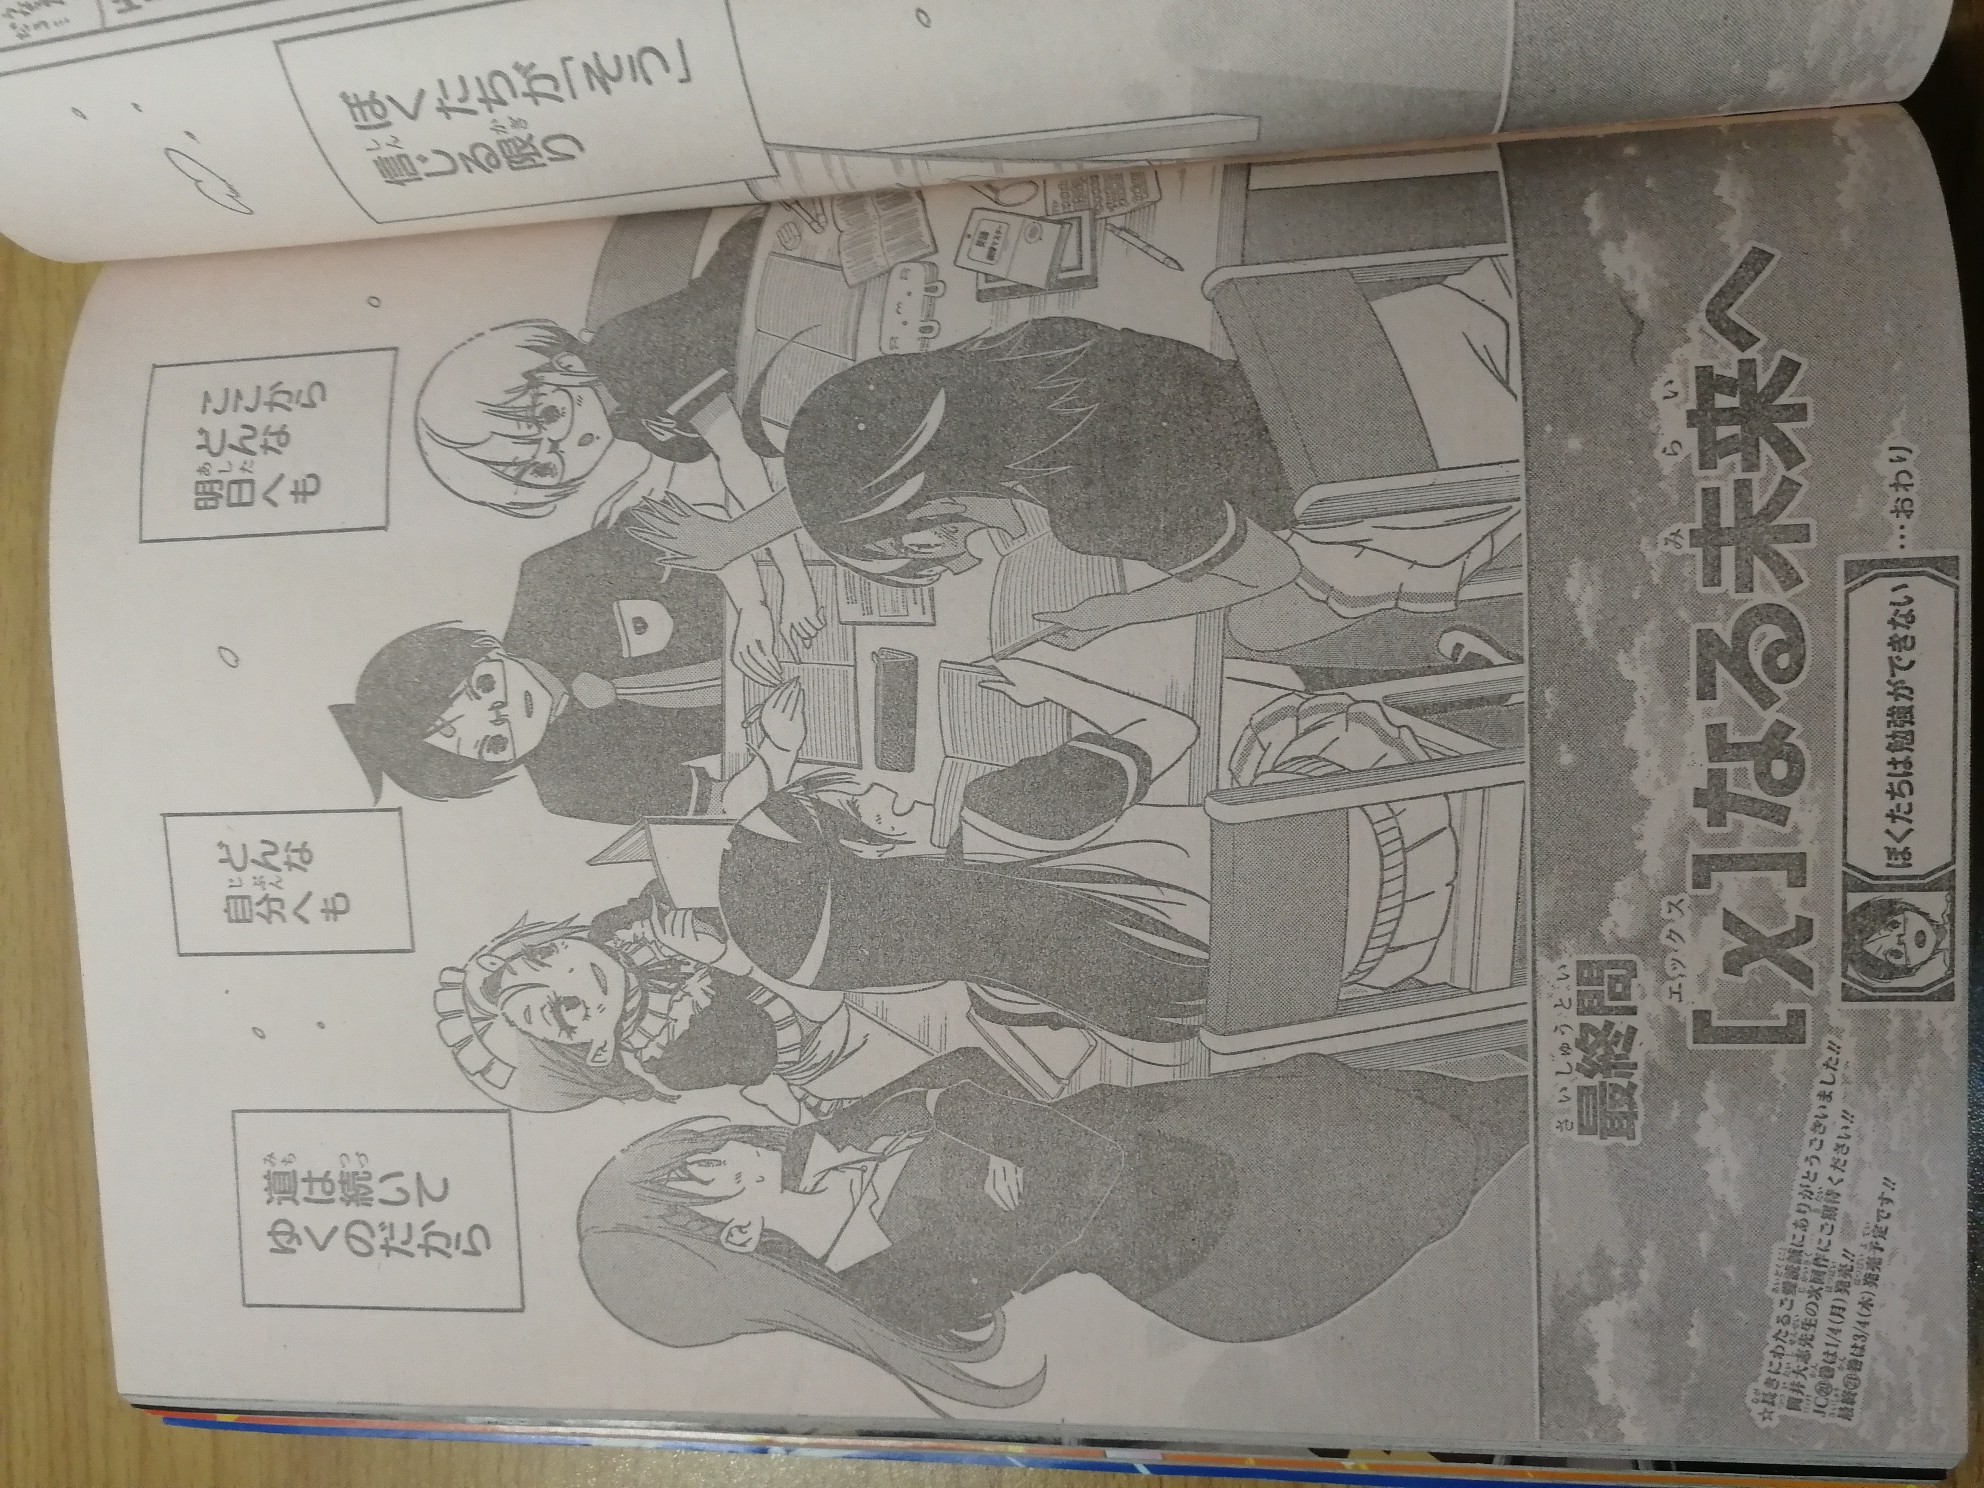 ぼくたちが「そう」
信じる限り
ここから
どんな
明日へも
どんな
自分へも
道は続いて
ゆくのだから
最終問
[χ]なる未来へ
☆長きにわたるご愛読誠にありがとうございました!!
筒井大志先生の次回作にご期待ください!!
JC⑳巻は1/4(月)発売!!
最終㉑巻は3/4(木)発売予定です!!
ぼくたちは勉強ができない
…おわり